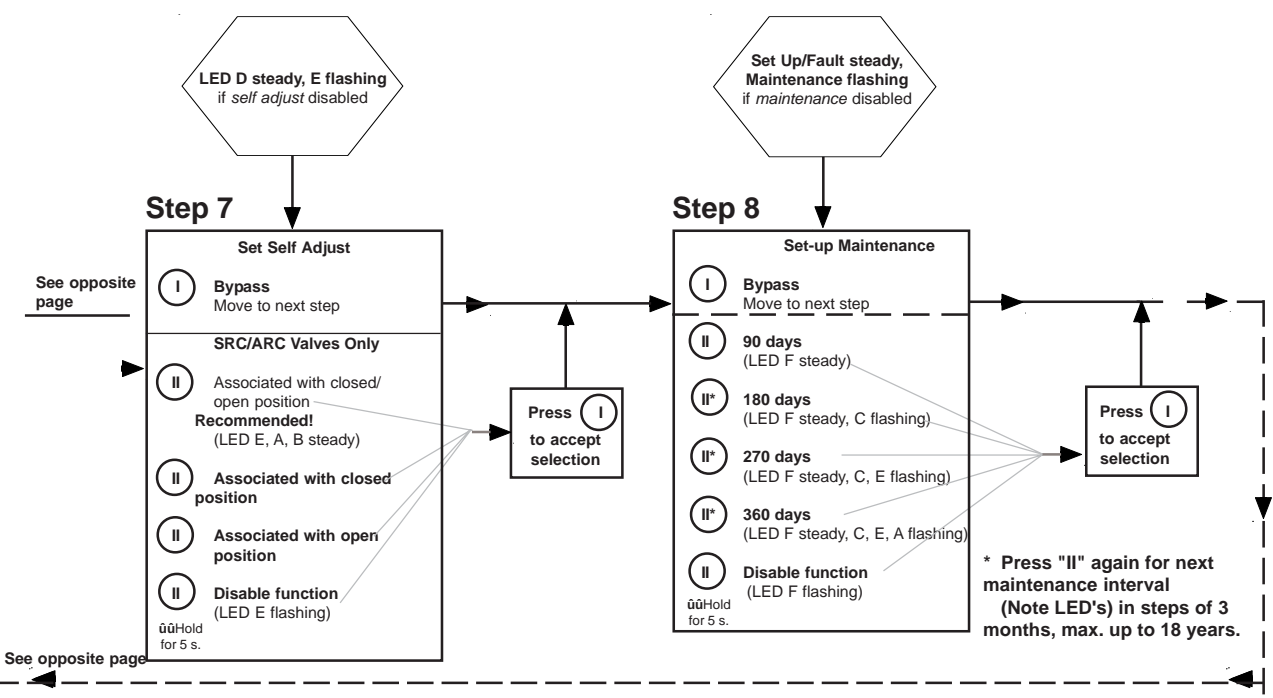 LED D steady, E flashing
if self adjust disabled
Set Up/Fault steady,
Maintenance flashing
if maintenance disabled
Step 7
Set Self Adjust
See opposite
page
I
Bypass
Move to next step
SRC/ARC Valves Only
II
Associated with closed/
open position
Recommended!
(LED E, A, B steady)
II
Associated with closed
position
II
Associated with open
position
II
Disable function
(LED E flashing)
ûûHold
for 5 s.
Press I
to accept
selection
Step 8
Set-up Maintenance
I
Bypass
Move to next step
II
90 days
(LED F steady)
II*
180 days
(LED F steady, C flashing)
II*
270 days
(LED F steady, C, E flashing)
II*
360 days
(LED F steady, C, E, A flashing)
II
Disable function
(LED F flashing)
ûûHold
for 5 s.
Press I
to accept
selection
* Press "II" again for next
maintenance interval
(Note LED's) in steps of 3
months, max. up to 18 years.
See opposite page